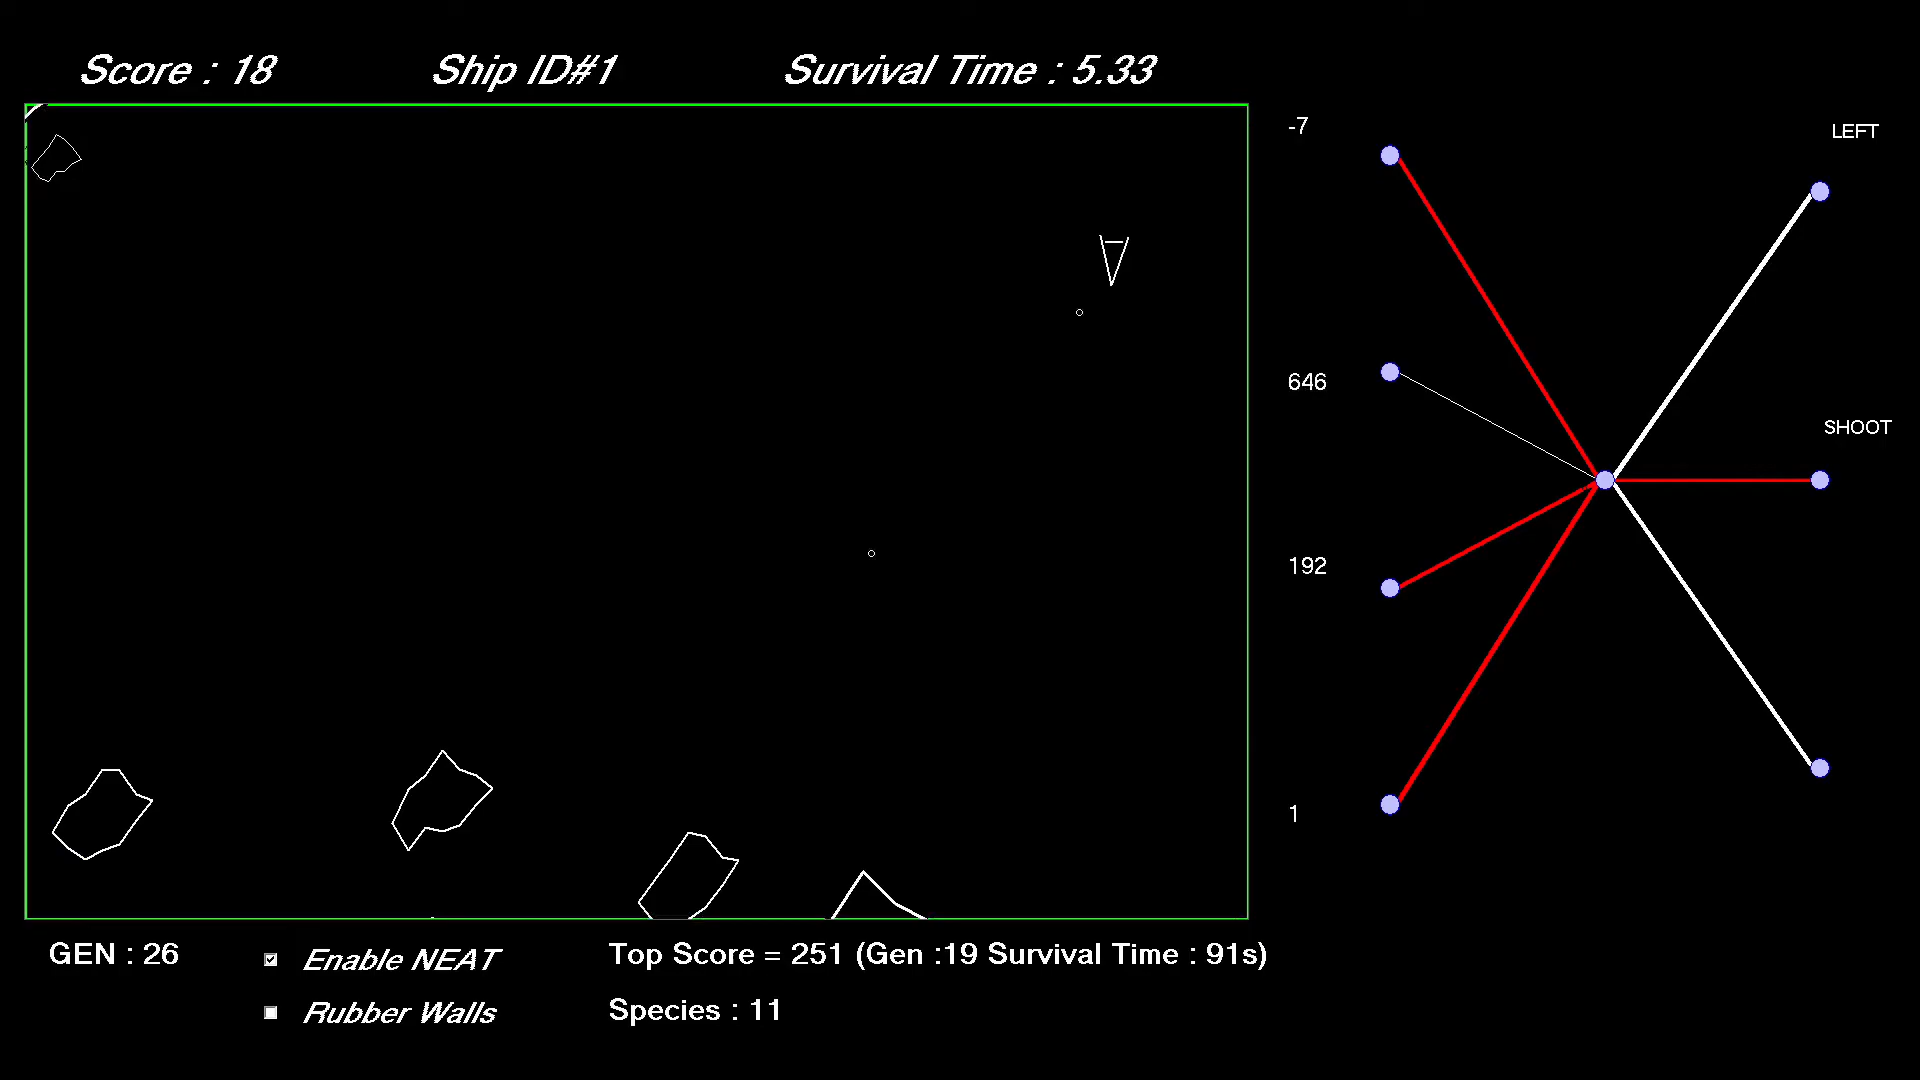 Score : 18
Ship ID#1
Survival Time : 5.33
-7
LEFT
646
SHOOT
192
1
GEN : 26
Enable NEAT
Top Score = 251 (Gen :19 Survival Time : 91s)
Rubber Walls
Species : 11